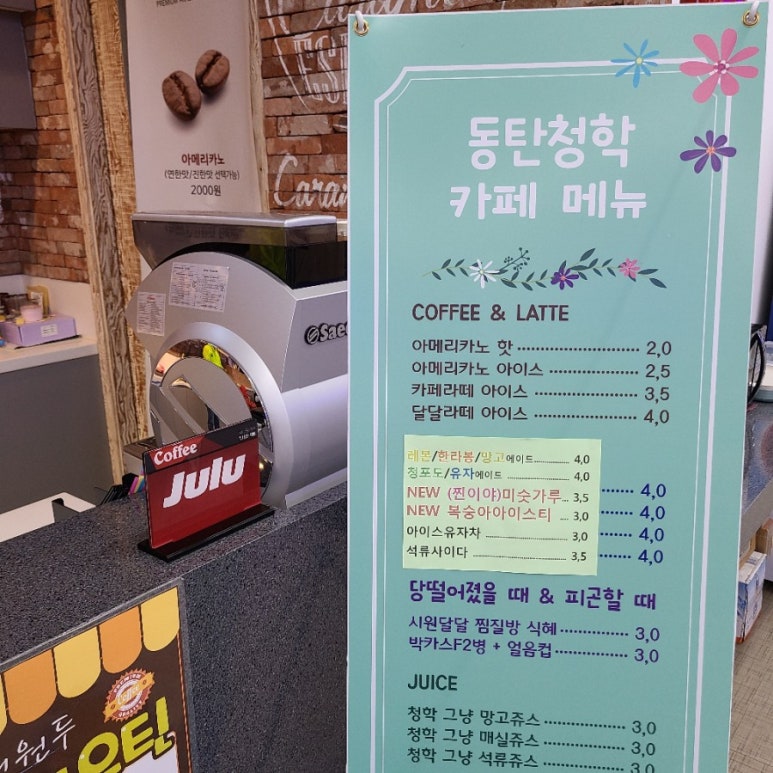 아메리카노
(연한맛/진한맛 선택가능)
2000원
Saec
Coffee
Julu
원두
동탄청학
카페 메뉴
COFFEE & LATTE
아메리카노 핫 2,0
아메리카노 아이스 2,5
카페라떼 아이스 3,5
달달라떼 아이스 4,0
레몬/한라봉/망고에이드 4,0
청포도/유자에이드 4,0
NEW (찐이야)미숫가루 3,5
NEW 복숭아아이스티 3,0
아이스유자차 3,0
석류사이다 3,5
4,0
4,0
4,0
4,0
당떨어졌을 때 & 피곤할 때
시원달달 찜질방 식혜 3,0
박카스F2병 + 얼음컵 3,0
JUICE
청학 그냥 망고쥬스 3,0
청학 그냥 매실쥬스 3,0
청학 그냥 석류쥬스 3,0